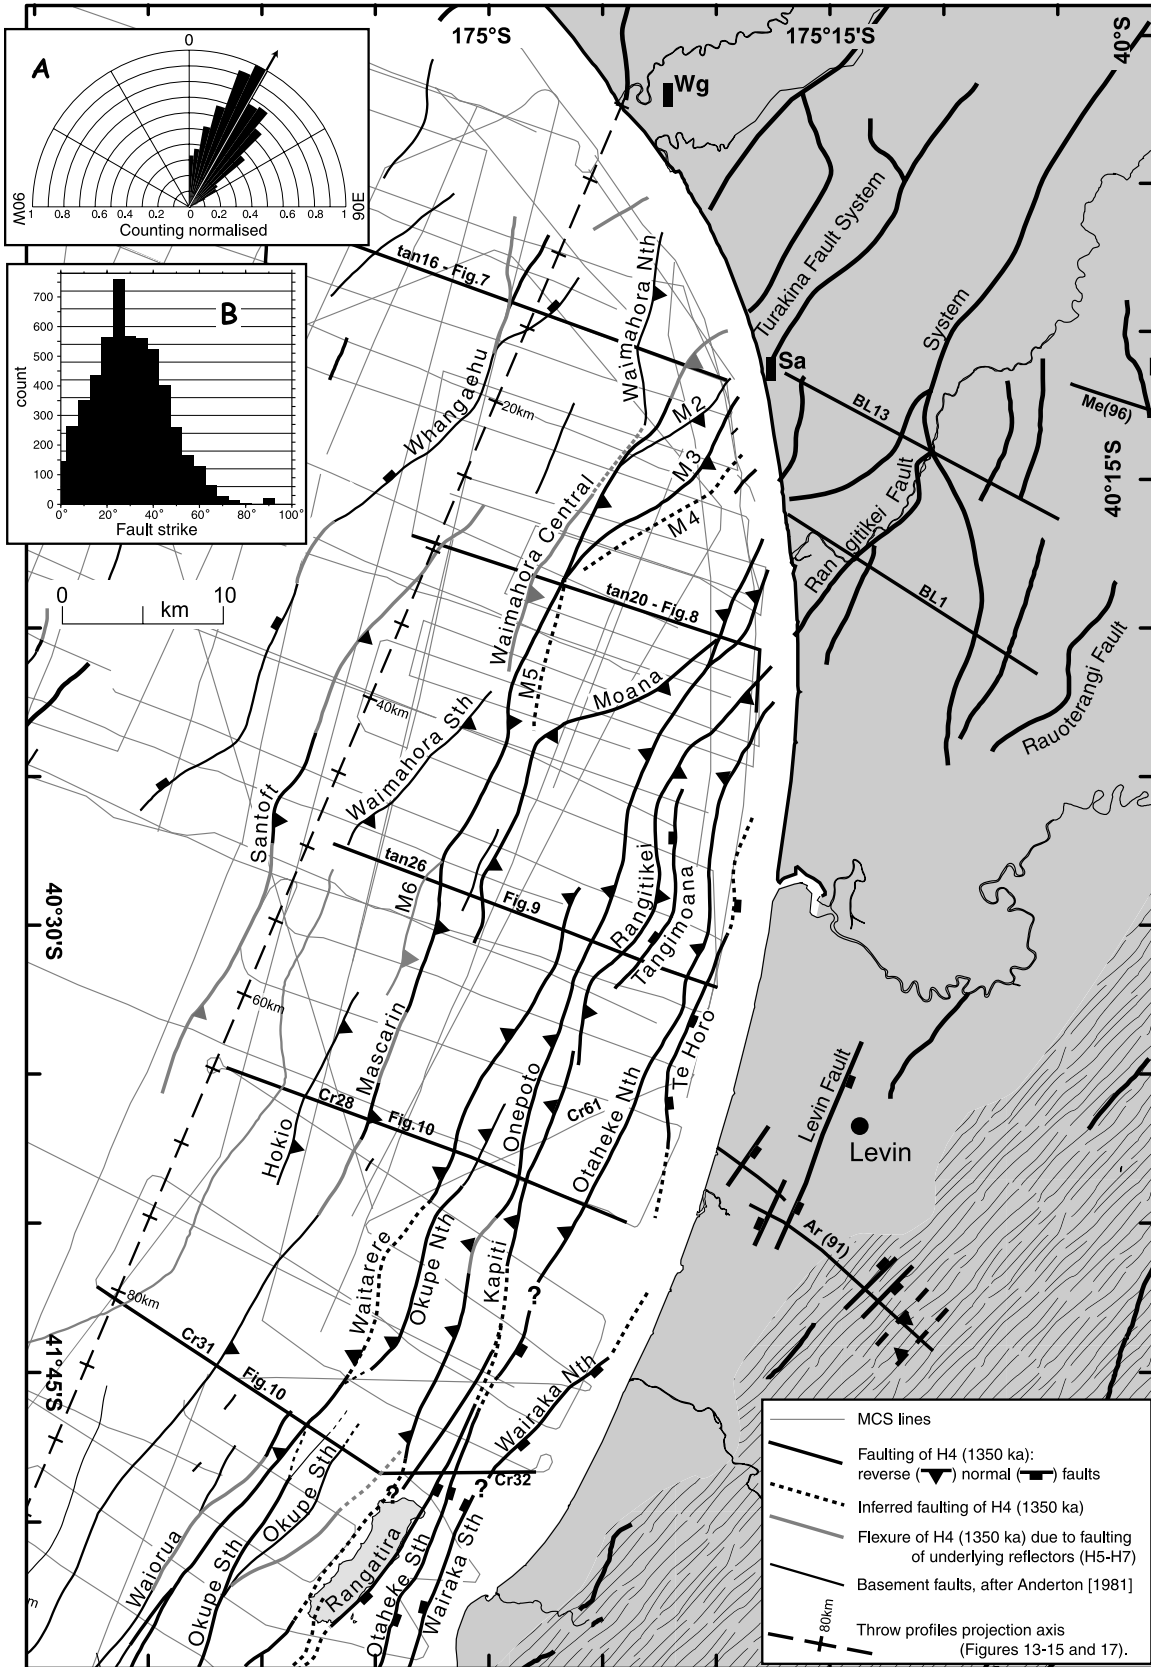 175°S
175°15'S
40°S
A
0
90W
90E
1 0.8 0.6 0.4 0.2 0 0.2 0.4 0.6 0.8 1
Counting normalised
B
700
600
500
400
300
200
100
0
count
0° 20° 40° 60° 80° 100°
Fault strike
0 10
km
Wg
tan16 - Fig.7
Waimahora Nth
Turakina Fault System
System
Sa
Whangaehu
20km
M2
BL13
Me(96)
M3
40°15'S
Waimahora Central
M4
Rangitikei Fault
tan20 - Fig.8
BL1
M5
Moana
Rauoterangi Fault
40km
Waimahora Sth
Santoft
tan26
Fig.9
M6
Rangitikei
Tangimoana
40°30'S
60km
Mascarin
Te Horo
Onepoto
Cr28
Fig.10
Cr61
Otaheke Nth
Levin Fault
Levin
Hokio
Ar (91)
Waitarere
Okupe Nth
Kapiti
?
80km
Cr31
Fig.10
41°45'S
Wairaka Nth
Cr32
?
?
Okupe Sth
Waiorua
Okupe Sth
Rangatira
Otaheke Sth
Wairaka Sth
m
MCS lines
Faulting of H4 (1350 ka):
reverse ( ) normal ( ) faults
Inferred faulting of H4 (1350 ka)
Flexure of H4 (1350 ka) due to faulting
of underlying reflectors (H5-H7)
Basement faults, after Anderton [1981]
80km
Throw profiles projection axis
(Figures 13-15 and 17).